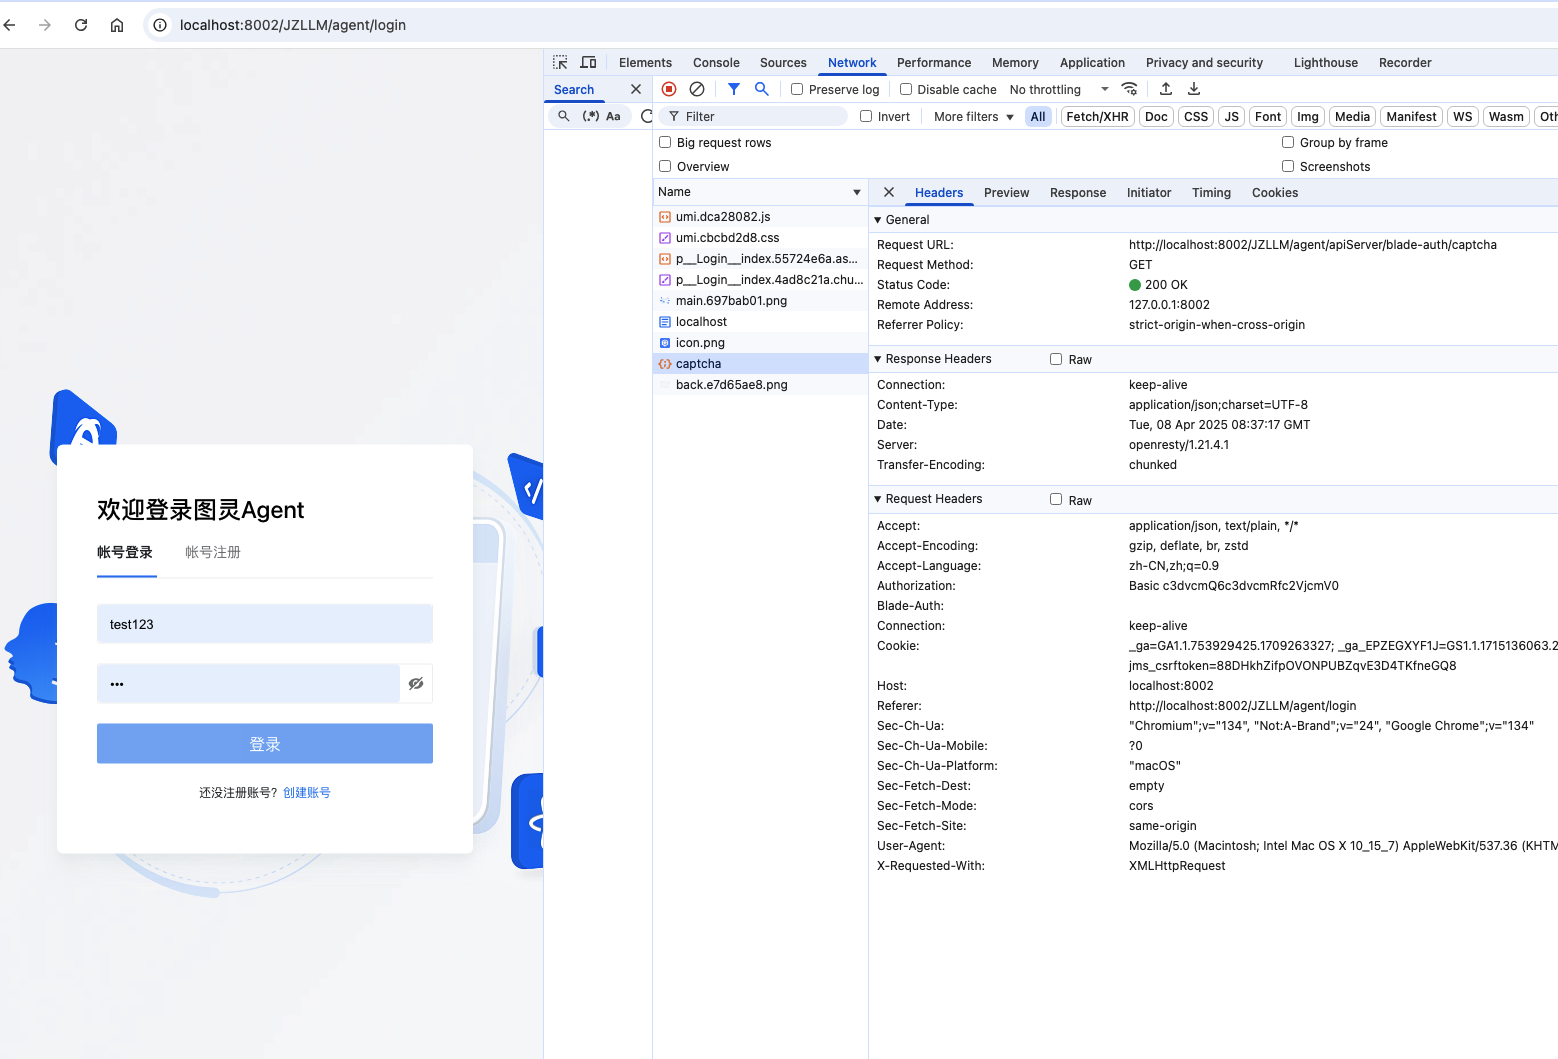 localhost:8002/JZLLM/agent/login
Elements Console Sources Network Performance Memory Application Privacy and security Lighthouse Recorder
Search
Preserve log Disable cache No throttling
(.*) Aa
Filter Invert More filters All Fetch/XHR Doc CSS JS Font Img Media Manifest WS Wasm Oth
Big request rows Group by frame
Overview Screenshots
Name
umi.dca28082.js
umi.cbcbd2d8.css
p__Login__index.55724e6a.as...
p__Login__index.4ad8c21a.chu...
main.697bab01.png
localhost
icon.png
captcha
back.e7d65ae8.png
Headers Preview Response Initiator Timing Cookies
General
Request URL: http://localhost:8002/JZLLM/agent/apiServer/blade-auth/captcha
Request Method: GET
Status Code: 200 OK
Remote Address: 127.0.0.1:8002
Referrer Policy: strict-origin-when-cross-origin
Response Headers Raw
Connection: keep-alive
Content-Type: application/json;charset=UTF-8
Date: Tue, 08 Apr 2025 08:37:17 GMT
Server: openresty/1.21.4.1
Transfer-Encoding: chunked
Request Headers Raw
Accept: application/json, text/plain, */*
Accept-Encoding: gzip, deflate, br, zstd
Accept-Language: zh-CN,zh;q=0.9
Authorization: Basic c3dvcmQ6c3dvcmRfc2VjcmV0
Blade-Auth:
Connection: keep-alive
Cookie: _ga=GA1.1.753929425.1709263327; _ga_EPZEGXYF1J=GS1.1.1715136063.2
jms_csrftoken=88DHkhZifpOVONPUBZqvE3D4TKfneGQ8
Host: localhost:8002
Referer: http://localhost:8002/JZLLM/agent/login
Sec-Ch-Ua: "Chromium";v="134", "Not:A-Brand";v="24", "Google Chrome";v="134"
Sec-Ch-Ua-Mobile: ?0
Sec-Ch-Ua-Platform: "macOS"
Sec-Fetch-Dest: empty
Sec-Fetch-Mode: cors
Sec-Fetch-Site: same-origin
User-Agent: Mozilla/5.0 (Macintosh; Intel Mac OS X 10_15_7) AppleWebKit/537.36 (KHTM
X-Requested-With: XMLHttpRequest
欢迎登录图灵Agent
帐号登录 帐号注册
test123
•••
登录
还没注册账号? 创建账号